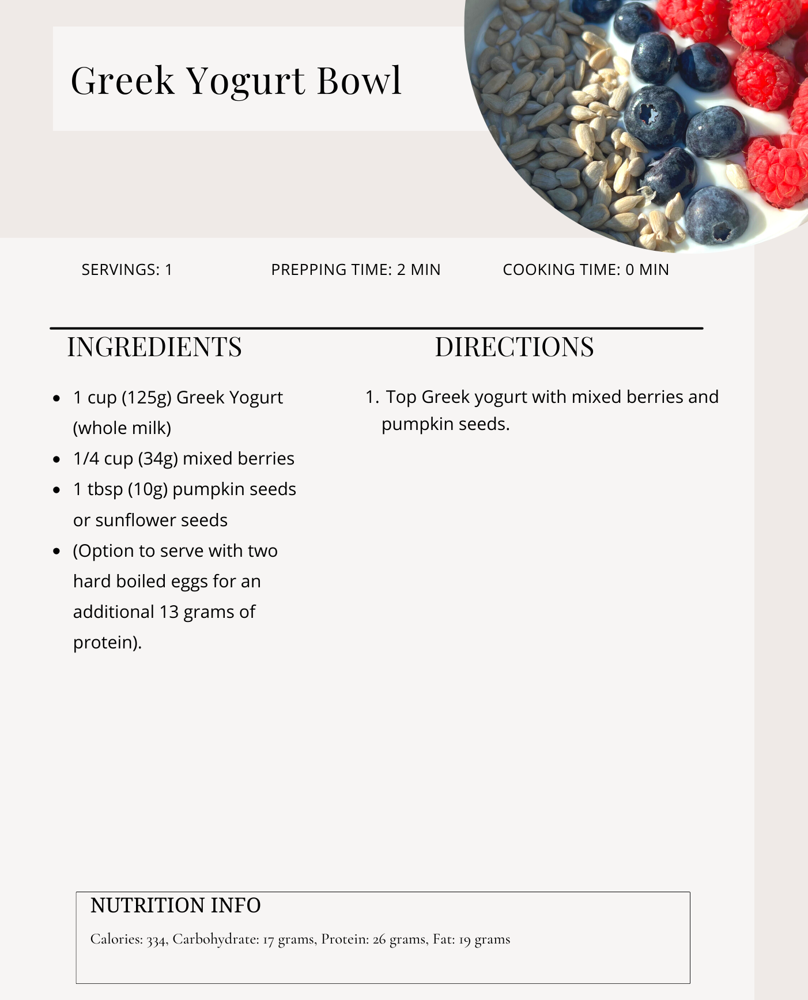 Greek Yogurt Bowl
SERVINGS: 1
PREPPING TIME: 2 MIN
COOKING TIME: 0 MIN
INGREDIENTS
• 1 cup (125g) Greek Yogurt
(whole milk)
• 1/4 cup (34g) mixed berries
• 1 tbsp (10g) pumpkin seeds
or sunflower seeds
• (Option to serve with two
hard boiled eggs for an
additional 13 grams of
protein).
DIRECTIONS
1. Top Greek yogurt with mixed berries and
pumpkin seeds.
NUTRITION INFO
Calories: 334, Carbohydrate: 17 grams, Protein: 26 grams, Fat: 19 grams